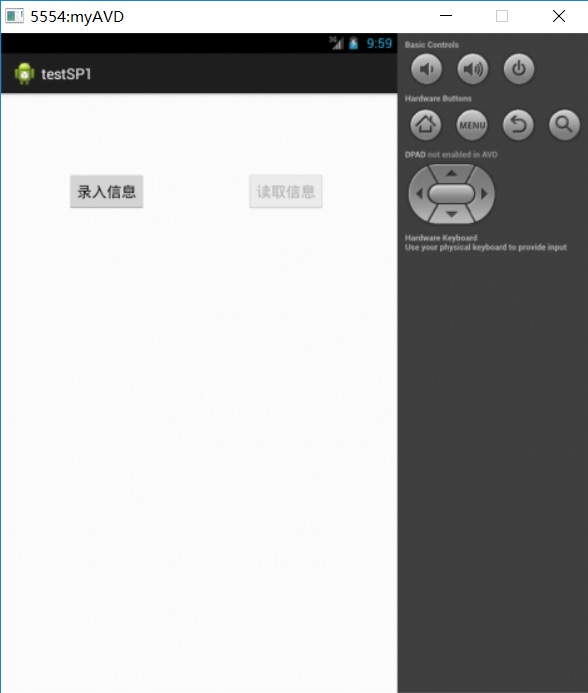 5554:myAVD
3G 9:59
testSP1
录入信息 读取信息
Basic Controls
Hardware Buttons
MENU
DPAD not enabled in AVD
Hardware Keyboard
Use your physical keyboard to provide input